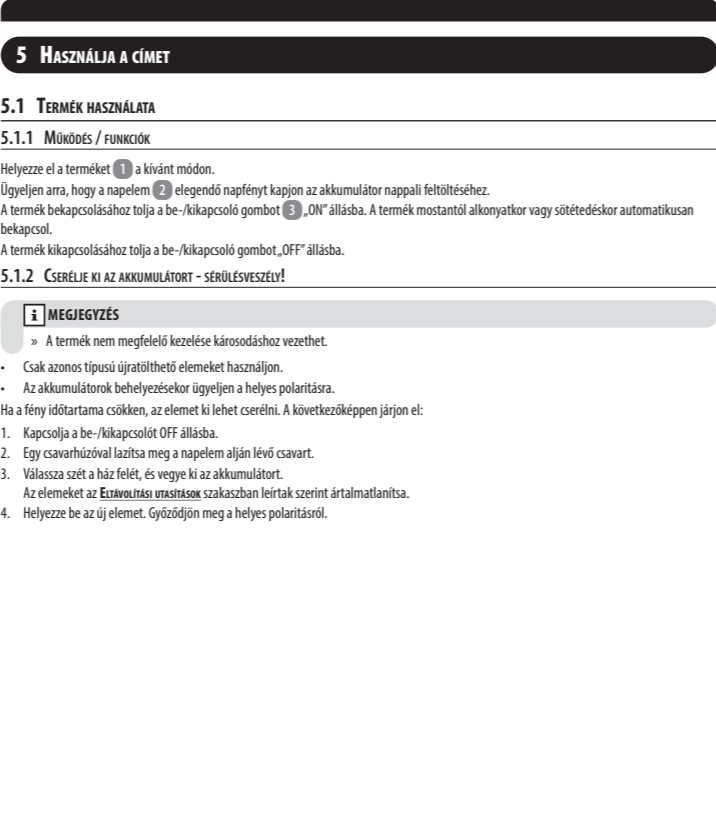 5 Használja a címet
5.1 Termék használata
5.1.1 Működés / funkciók
Helyezze el a terméket 1 a kívánt módon.
Ügyeljen arra, hogy a napelem 2 elegendő napfényt kapjon az akkumulátor nappali feltöltéséhez.
A termék bekapcsolásához tolja a be-/kikapcsoló gombot 3 „ON” állásba. A termék mostantól alkonyatkor vagy sötétedéskor automatikusan
bekapcsol.
A termék kikapcsolásához tolja a be-/kikapcsoló gombot „OFF” állásba.
5.1.2 Cserélje ki az akkumulátort - sérülésveszély!
i MEGJEGYZÉS
» A termék nem megfelelő kezelése károsodáshoz vezethet.
• Csak azonos típusú újratölthető elemeket használjon.
• Az akkumulátorok behelyezésekor ügyeljen a helyes polaritásra.
Ha a fény időtartama csökken, az elemet ki lehet cserélni. A következőképpen járjon el:
1. Kapcsolja a be-/kikapcsolót OFF állásba.
2. Egy csavarhúzóval lazítsa meg a napelem alján lévő csavart.
3. Válassza szét a ház felét, és vegye ki az akkumulátort.
Az elemeket az Eltávolítási utasítások szakaszban leírtak szerint ártalmatlanítsa.
4. Helyezze be az új elemet. Győződjön meg a helyes polaritásról.